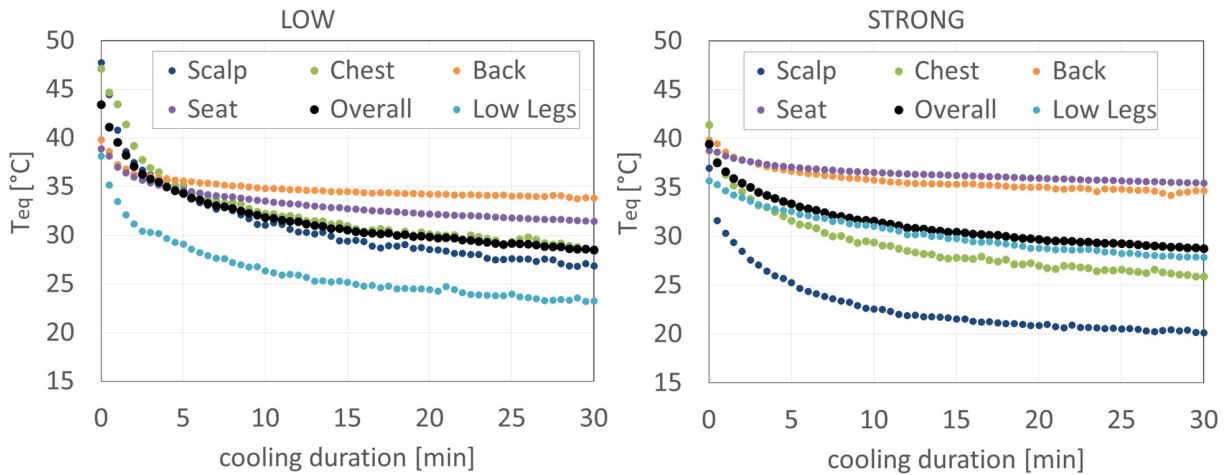 LOW
50
45
40
35
30
25
20
15
Teq [°C]
Scalp Chest Back
Seat Overall Low Legs
0 5 10 15 20 25 30
cooling duration [min]
STRONG
50
45
40
35
30
25
20
15
Teq [°C]
Scalp Chest Back
Seat Overall Low Legs
0 5 10 15 20 25 30
cooling duration [min]